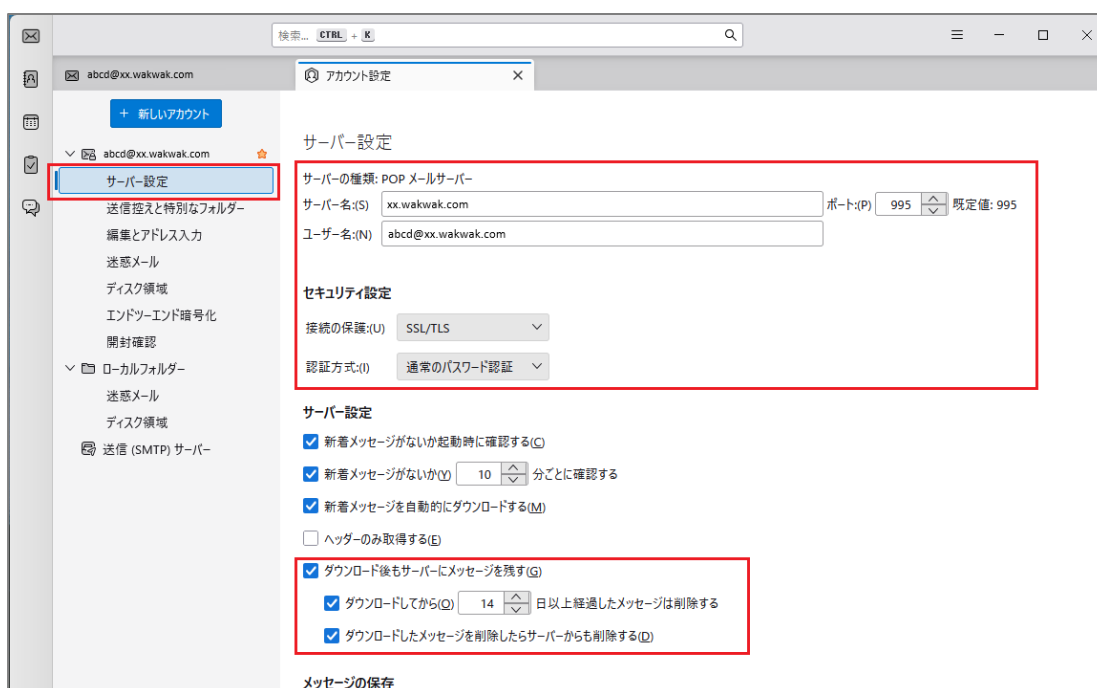 検索... CTRL + K
abcd@xx.wakwak.com
アカウント設定
+ 新しいアカウント
abcd@xx.wakwak.com
サーバー設定
送信控えと特別なフォルダー
編集とアドレス入力
迷惑メール
ディスク領域
エンドツーエンド暗号化
開封確認
ローカルフォルダー
迷惑メール
ディスク領域
送信 (SMTP) サーバー
サーバー設定
サーバーの種類: POP メールサーバー
サーバー名:(S) xx.wakwak.com ポート:(P) 995 既定値: 995
ユーザー名:(N) abcd@xx.wakwak.com
セキュリティ設定
接続の保護:(U) SSL/TLS
認証方式:(I) 通常のパスワード認証
サーバー設定
新着メッセージがないか起動時に確認する(C)
新着メッセージがないか(Y) 10 分ごとに確認する
新着メッセージを自動的にダウンロードする(M)
ヘッダーのみ取得する(E)
ダウンロード後もサーバーにメッセージを残す(G)
ダウンロードしてから(O) 14 日以上経過したメッセージは削除する
ダウンロードしたメッセージを削除したらサーバーからも削除する(D)
メッセージの保存